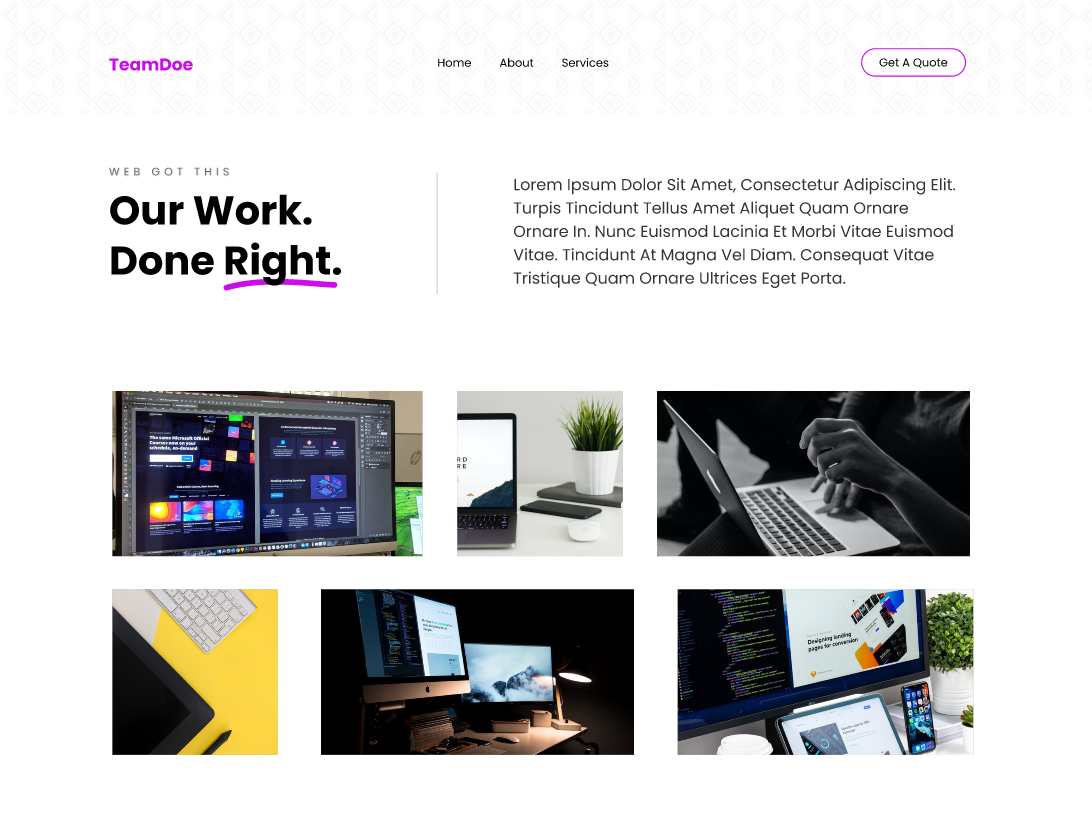 TeamDoe
Home
About
Services
Get A Quote
WEB GOT THIS
Our Work.
Done Right.
Lorem Ipsum Dolor Sit Amet, Consectetur Adipiscing Elit.
Turpis Tincidunt Tellus Amet Aliquet Quam Ornare
Ornare In. Nunc Euismod Lacinia Et Morbi Vitae Euismod
Vitae. Tincidunt At Magna Vel Diam. Consequat Vitae
Tristique Quam Ornare Ultrices Eget Porta.
The same Microsoft Official
Courses now on your
schedule, on-demand
Designing landing
pages for conversion